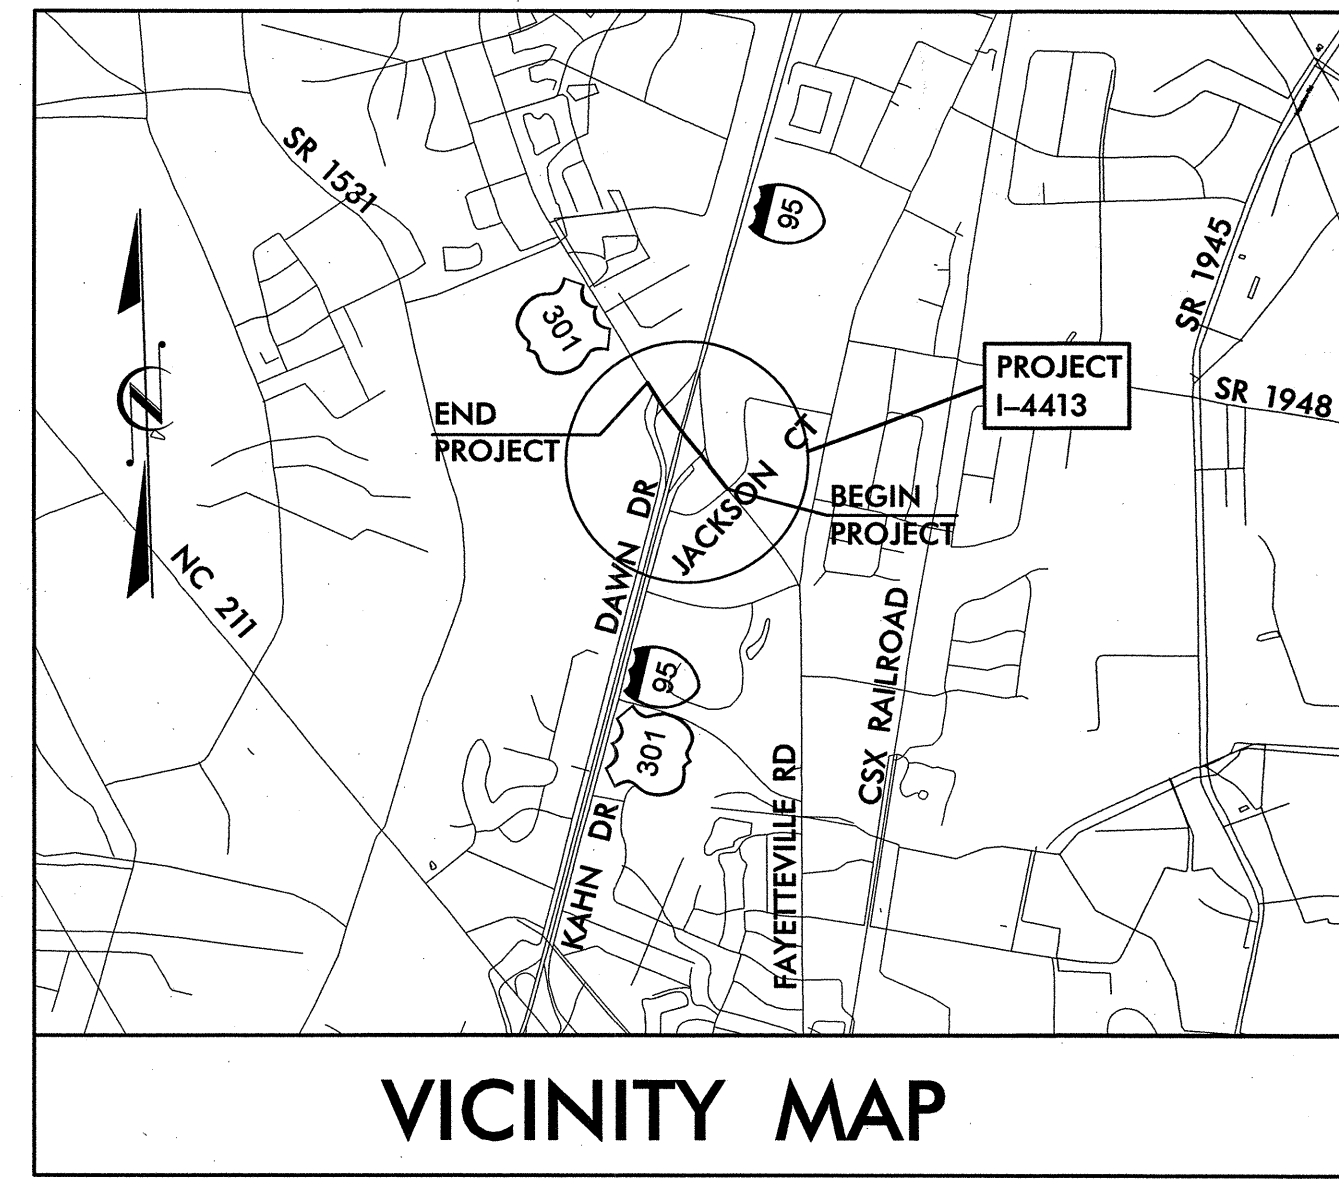 SR 1531
95
SR 1945
301
PROJECT
I-4413
SR 1948
END
PROJECT
JACKSON CT
BEGIN
PROJECT
DAWN DR
NC 211
95
301
CSX RAILROAD
FAYETTEVILLE RD
KAHN DR
VICINITY MAP